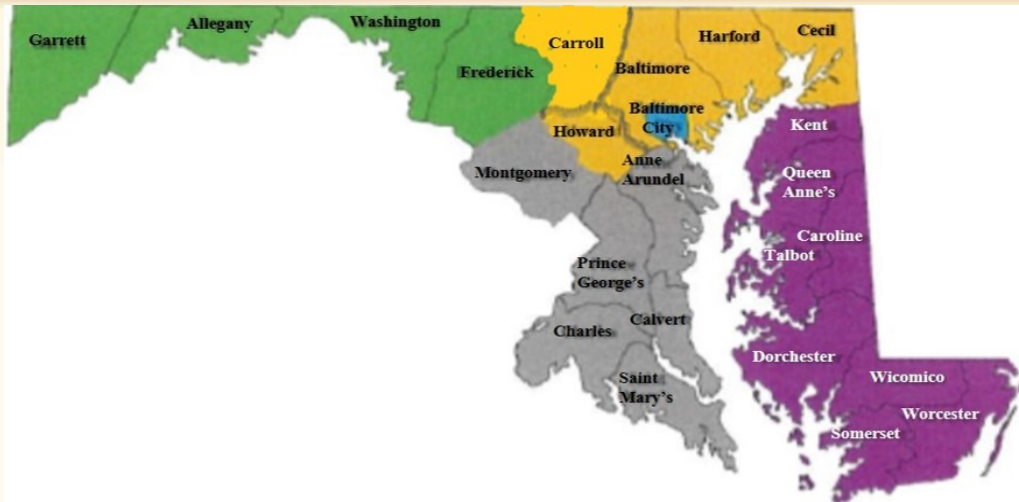 Garrett
Allegany
Washington
Frederick
Carroll
Harford
Cecil
Baltimore
Baltimore
City
Howard
Montgomery
Anne
Arundel
Kent
Queen
Anne's
Caroline
Talbot
Prince
George's
Calvert
Charles
Saint
Mary's
Dorchester
Wicomico
Worcester
Somerset